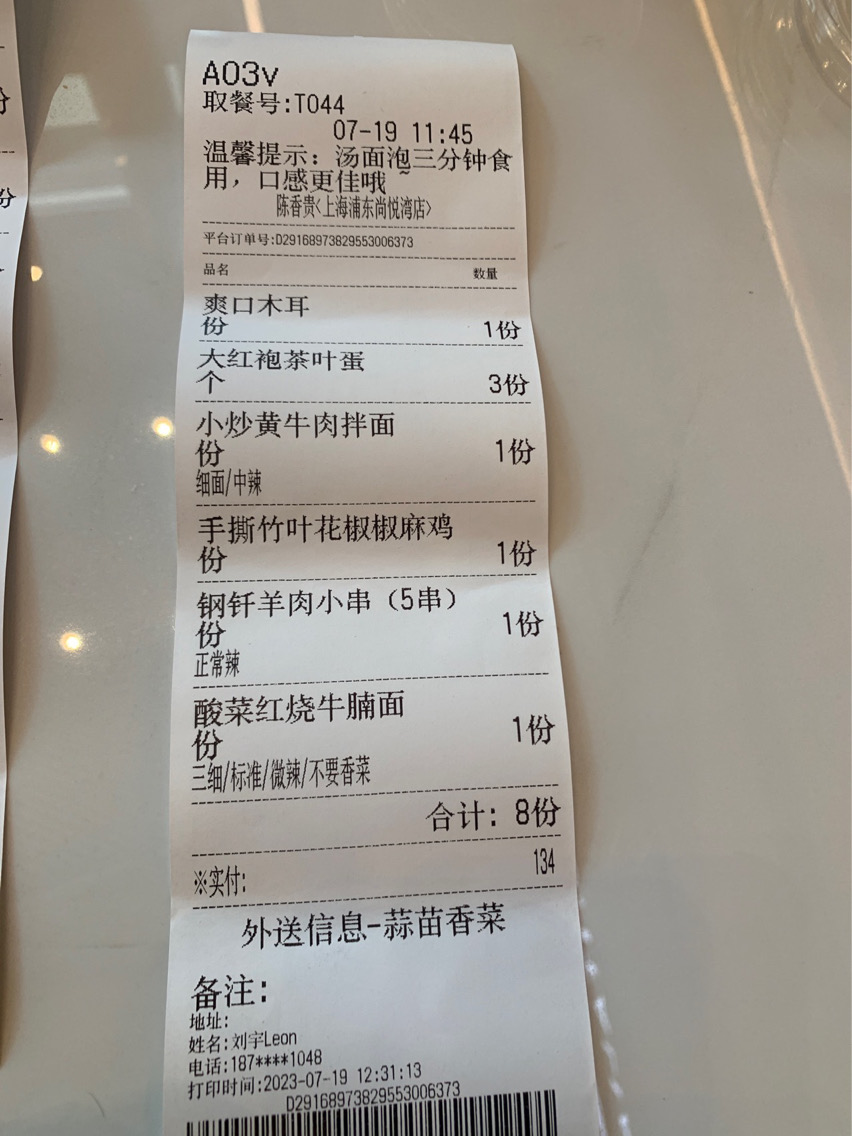 A03v
取餐号:T044
07-19 11:45
温馨提示: 汤面泡三分钟食
用，口感更佳哦~
陈香贵<上海浦东尚悦湾店>
平台订单号:D29168973829553006373
品名 数量
爽口木耳
份 1份
大红袍茶叶蛋
个 3份
小炒黄牛肉拌面
份 1份
细面/中辣
手撕竹叶花椒椒麻鸡
份 1份
钢钎羊肉小串（5串）
份 1份
正常辣
酸菜红烧牛腩面
份 1份
三细/标准/微辣/不要香菜
合计: 8份
※实付: 134
外送信息-蒜苗香菜
备注:
地址:
姓名:刘宇Leon
电话:187****1048
打印时间:2023-07-19 12:31:13
D29168973829553006373
份
份